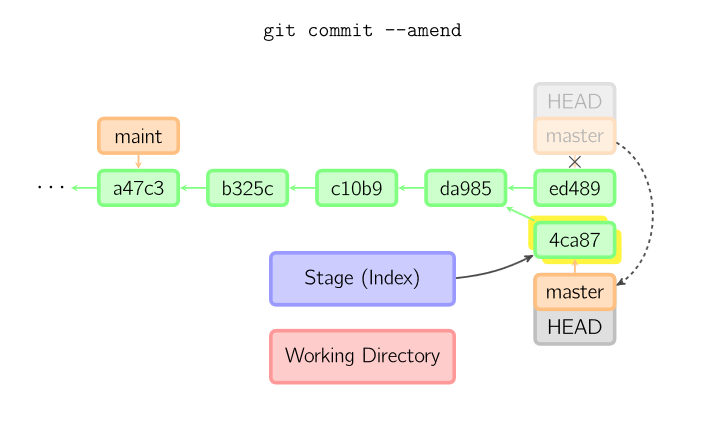 git commit --amend
HEAD
master
maint
×
··· a47c3 b325c c10b9 da985 ed489
4ca87
Stage (Index)
master
HEAD
Working Directory